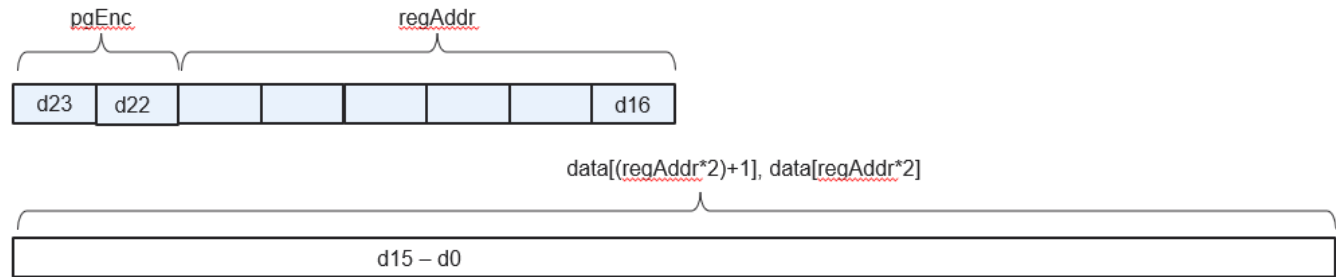 pgEnc regAddr
d23 d22 d16
data[(regAddr*2)+1], data[regAddr*2]
d15 – d0